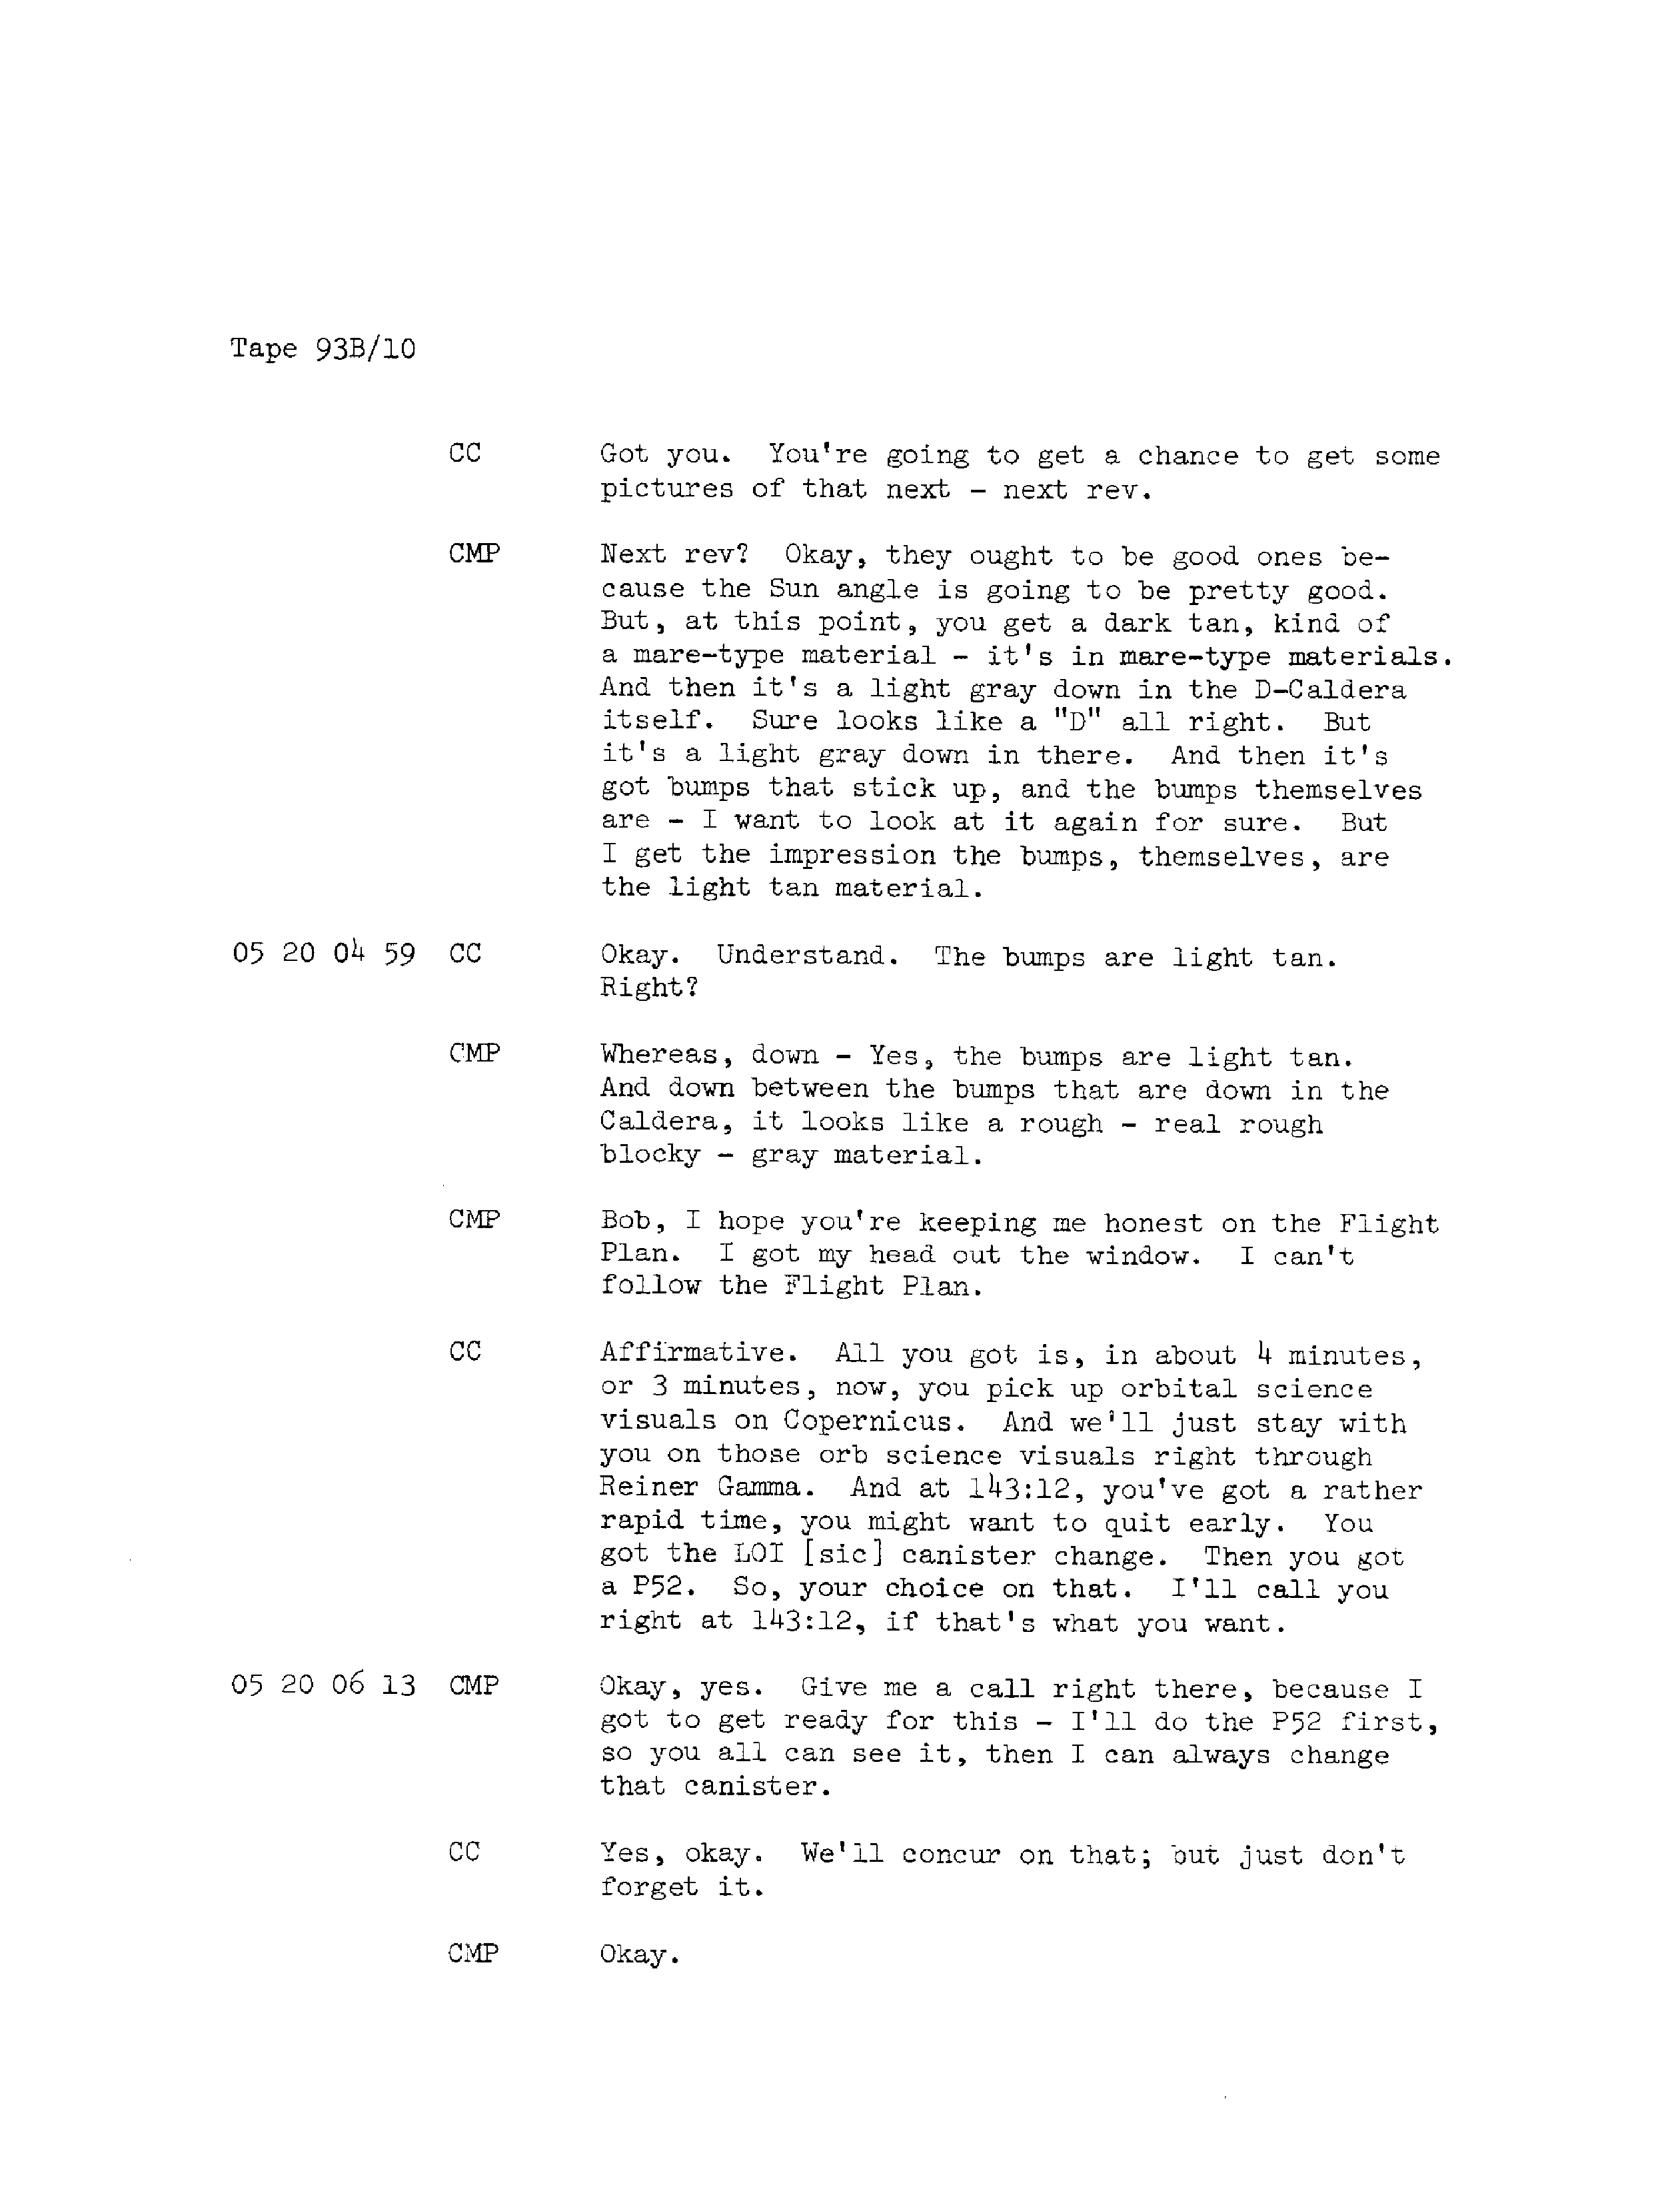 Tape 93B/10
CC Got you. You're going to get a chance to get some
pictures of that next - next rev.
CMP Next rev? Okay, they ought to be good ones be-
cause the Sun angle is going to be pretty good.
But, at this point, you get a dark tan, kind of
a mare-type material - it's in mare-type materials.
And then it's a light gray down in the D-Caldera
itself. Sure looks like a "D" all right. But
it's a light gray down in there. And then it's
got bumps that stick up, and the bumps themselves
are - I want to look at it again for sure. But
I get the impression the bumps, themselves, are
the light tan material.
05 20 04 59 CC Okay. Understand. The bumps are light tan.
Right?
CMP Whereas, down - Yes, the bumps are light tan.
And down between the bumps that are down in the
Caldera, it looks like a rough - real rough
blocky - gray material.
CMP Bob, I hope you're keeping me honest on the Flight
Plan. I got my head out the window. I can't
follow the Flight Plan.
CC Affirmative. All you got is, in about 4 minutes,
or 3 minutes, now, you pick up orbital science
visuals on Copernicus. And we'll just stay with
you on those orb science visuals right through
Reiner Gamma. And at 143:12, you've got a rather
rapid time, you might want to quit early. You
got the LOI [sic] canister change. Then you got
a P52. So, your choice on that. I'll call you
right at 143:12, if that's what you want.
05 20 06 13 CMP Okay, yes. Give me a call right there, because I
got to get ready for this - I'll do the P52 first,
so you all can see it, then I can always change
that canister.
CC Yes, okay. We'll concur on that; but just don't
forget it.
CMP Okay.